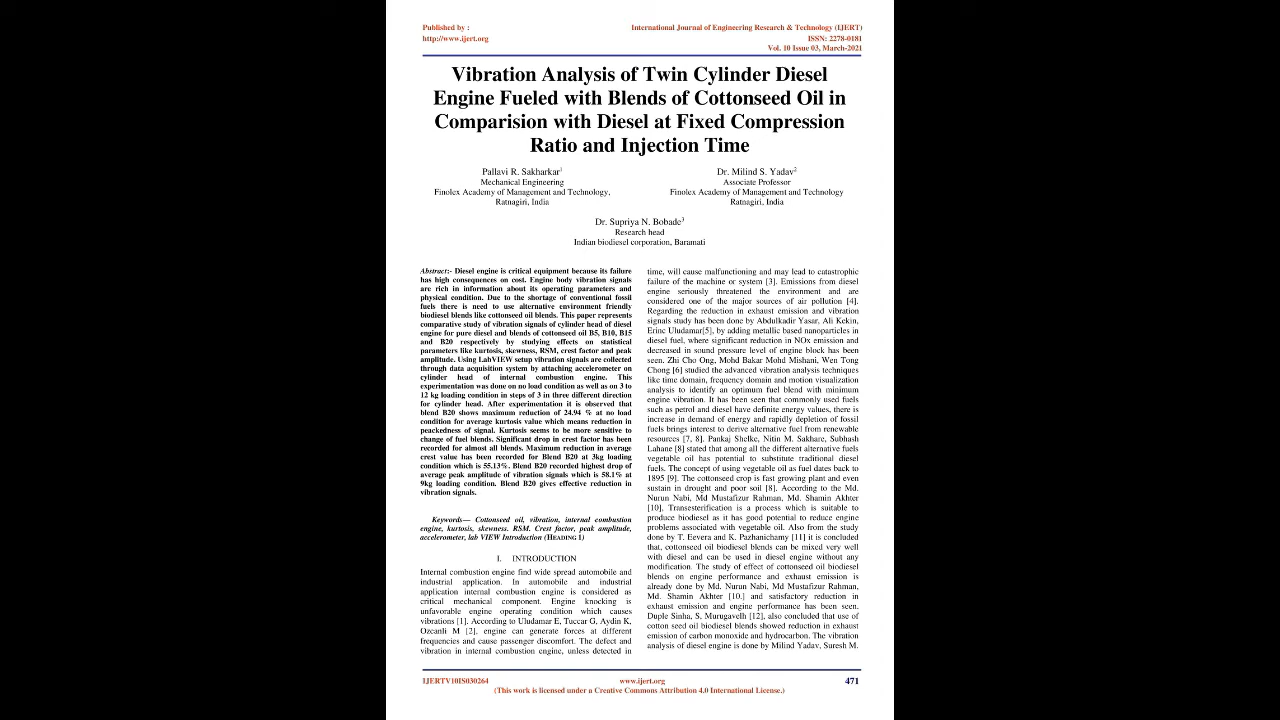 Published by :
http://www.ijert.org
International Journal of Engineering Research & Technology (IJERT)
ISSN: 2278-0181
Vol. 10 Issue 03, March-2021
Vibration Analysis of Twin Cylinder Diesel
Engine Fueled with Blends of Cottonseed Oil in
Comparision with Diesel at Fixed Compression
Ratio and Injection Time
Pallavi R. Sakharkar1
Mechanical Engineering
Finolex Academy of Management and Technology,
Ratnagiri, India
Dr. Milind S. Yadav2
Associate Professor
Finolex Academy of Management and Technology
Ratnagiri, India
Dr. Supriya N. Bobade3
Research head
Indian biodiesel corporation, Baramati
Abstract:- Diesel engine is critical equipment because its failure
has high consequences on cost. Engine body vibration signals
are rich in information about its operating parameters and
physical condition. Due to the shortage of conventional fossil
fuels there is need to use alternative environment friendly
biodiesel blends like cottonseed oil blends. This paper represents
comparative study of vibration signals of cylinder head of diesel
engine for pure diesel and blends of cottonseed oil B5, B10, B15
and B20 respectively by studying effects on statistical
parameters like kurtosis, skewness, RSM, crest factor and peak
amplitude. Using LabVIEW setup vibration signals are collected
through data acquisition system by attaching accelerometer on
cylinder head of internal combustion engine. This
experimentation was done on no load condition as well as on 3 to
12 kg loading condition in steps of 3 in three different direction
for cylinder head. After experimentation it is observed that
blend B20 shows maximum reduction of 24.94 % at no load
condition for average kurtosis value which means reduction in
peackedness of signal. Kurtosis seems to be more sensitive to
change of fuel blends. Significant drop in crest factor has been
recorded for almost all blends. Maximum reduction in average
crest value has been recorded for Blend B20 at 3kg loading
condition which is 55.13%. Blend B20 recorded highest drop of
average peak amplitude of vibration signals which is 58.1% at
9kg loading condition. Blend B20 gives effective reduction in
vibration signals.
Keywords— Cottonseed oil, vibration, internal combustion
engine, kurtosis, skewness. RSM. Crest factor, peak amplitude,
accelerometer, lab VIEW Introduction (HEADING 1)
I. INTRODUCTION
Internal combustion engine find wide spread automobile and
industrial application. In automobile and industrial
application internal combustion engine is considered as
critical mechanical component. Engine knocking is
unfavorable engine operating condition which causes
vibrations [1]. According to Uludamar E, Tuccar G, Aydin K,
Ozcanli M [2], engine can generate forces at different
frequencies and cause passenger discomfort. The defect and
vibration in internal combustion engine, unless detected in
time, will cause malfunctioning and may lead to catastrophic
failure of the machine or system [3]. Emissions from diesel
engine seriously threatened the environment and are
considered one of the major sources of air pollution [4].
Regarding the reduction in exhaust emission and vibration
signals study has been done by Abdulkadir Yasar, Ali Kekin,
Erinc Uludamar[5], by adding metallic based nanoparticles in
diesel fuel, where significant reduction in NOx emission and
decreased in sound pressure level of engine block has been
seen. Zhi Cho Ong, Mohd Bakar Mohd Mishani, Wen Tong
Chong [6] studied the advanced vibration analysis techniques
like time domain, frequency domain and motion visualization
analysis to identify an optimum fuel blend with minimum
engine vibration. It has been seen that commonly used fuels
such as petrol and diesel have definite energy values, there is
increase in demand of energy and rapidly depletion of fossil
fuels brings interest to derive alternative fuel from renewable
resources [7, 8]. Pankaj Shelke, Nitin M. Sakhare, Subhash
Lahane [8] stated that among all the different alternative fuels
vegetable oil has potential to substitute traditional diesel
fuels. The concept of using vegetable oil as fuel dates back to
1895 [9]. The cottonseed crop is fast growing plant and even
sustain in drought and poor soil [8]. According to the Md.
Nurun Nabi, Md Mustafizur Rahman, Md. Shamin Akhter
[10]. Transesterification is a process which is suitable to
produce biodiesel as it has good potential to reduce engine
problems associated with vegetable oil. Also from the study
done by T. Eevera and K. Pazhanichamy [11] it is concluded
that, cottonseed oil biodiesel blends can be mixed very well
with diesel and can be used in diesel engine without any
modification. The study of effect of cottonseed oil biodiesel
blends on engine performance and exhaust emission is
already done by Md. Nurun Nabi, Md Mustafizur Rahman,
Md. Shamin Akhter [10.] and satisfactory reduction in
exhaust emission and engine performance has been seen.
Duple Sinha, S. Murugavelh [12], also concluded that use of
cotton seed oil biodiesel blends showed reduction in exhaust
emission of carbon monoxide and hydrocarbon. The vibration
analysis of diesel engine is done by Milind Yadav, Suresh M.
IJERTV10IS030264
www.ijert.org
471
(This work is licensed under a Creative Commons Attribution 4.0 International License.)